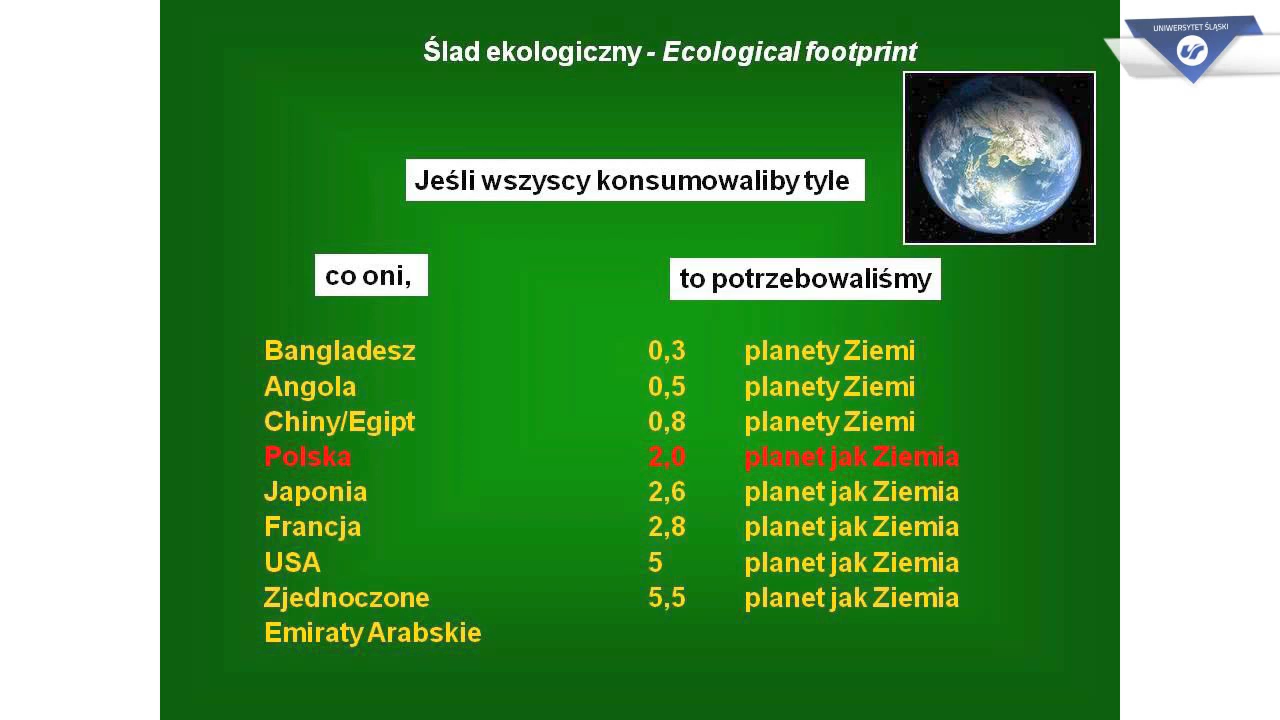 Ślad ekologiczny - Ecological footprint
UNIWERSYTET ŚLĄSKI
Jeśli wszyscy konsumowaliby tyle
co oni,
to potrzebowaliśmy
Bangladesz 0,3 planety Ziemi
Angola 0,5 planety Ziemi
Chiny/Egipt 0,8 planety Ziemi
Polska 2,0 planet jak Ziemia
Japonia 2,6 planet jak Ziemia
Francja 2,8 planet jak Ziemia
USA 5 planet jak Ziemia
Zjednoczone 5,5 planet jak Ziemia
Emiraty Arabskie